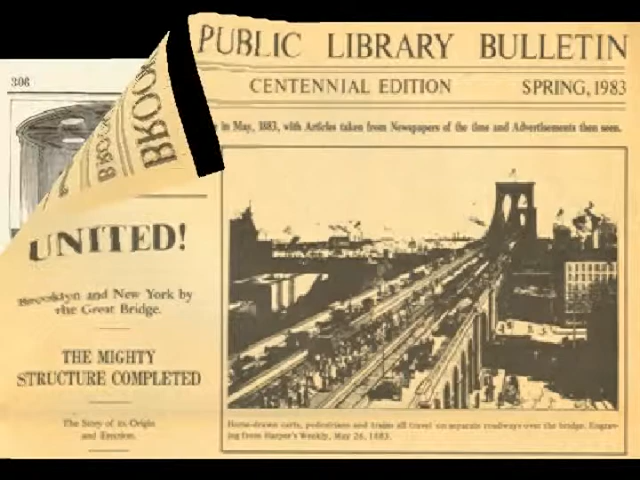 PUBLIC LIBRARY BULLETIN
CENTENNIAL EDITION SPRING, 1983
in May, 1883, with Articles taken from Newspapers of the time and Advertisements then seen.
306
BROOK
BRO
UNITED!
Brooklyn and New York by
the Great Bridge.
THE MIGHTY
STRUCTURE COMPLETED
The Story of its Origin
and Erection.
Horse-drawn carts, pedestrians and trains all travel on separate roadways over the bridge. Engrav-
ing from Harper's Weekly, May 26, 1883.